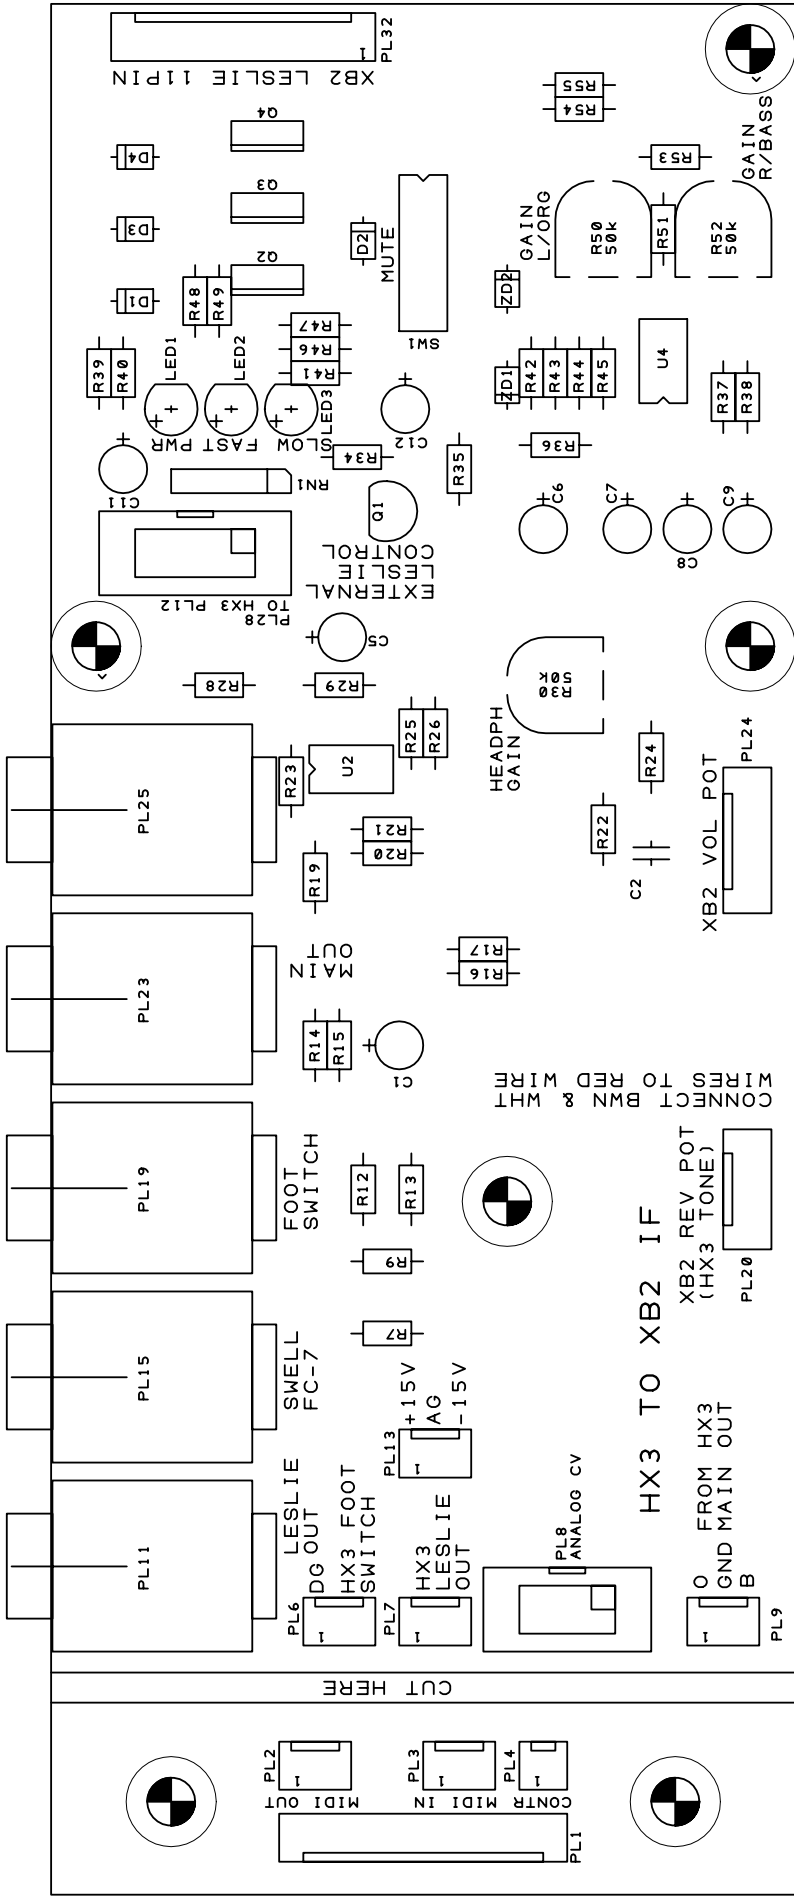 PL32
1
XB2 LESLIE 11PIN
R55
R54
Q4
GAIN
R/BASS
D4
R53
Q3
D3
GAIN
L/ORG
R50
50k
R51
R52
50k
D2
MUTE
Q2
ZD2
D1
R48
R49
R47
R46
R41
SW1
LED1
LED2
LED3
R39
R40
ZD1
R42
R43
R44
R45
U4
R37
R38
PWR
FAST
SLOW
C12
R34
R35
R36
C11
RN1
Q1
C6
C7
C8
C9
EXTERNAL
LESLIE
CONTROL
PL28
TO HX3 PL12
C5
R28
R29
R30
50k
HEADPH
GAIN
R25
R26
R24
PL24
U2
R23
PL25
R21
R20
R22
C2
XB2 VOL POT
R19
MAIN
OUT
R17
R16
PL23
R14
R15
C1
CONNECT BWN & WHT
WIRES TO RED WIRE
FOOT
SWITCH
PL19
R12
R13
XB2 REV POT
(HX3 TONE)
PL20
R9
HX3 TO XB2 IF
R7
SWELL
FC-7
PL15
+15V
AG
-15V
PL13
1
LESLIE
OUT
PL11
DG
HX3 FOOT
SWITCH
PL6
1
HX3
LESLIE
OUT
PL7
1
PL8
ANALOG CV
FROM HX3
MAIN OUT
O
GND
B
PL9
1
CUT HERE
PL2
1
MIDI OUT
PL3
1
MIDI IN
PL4
1
CONTR
PL1